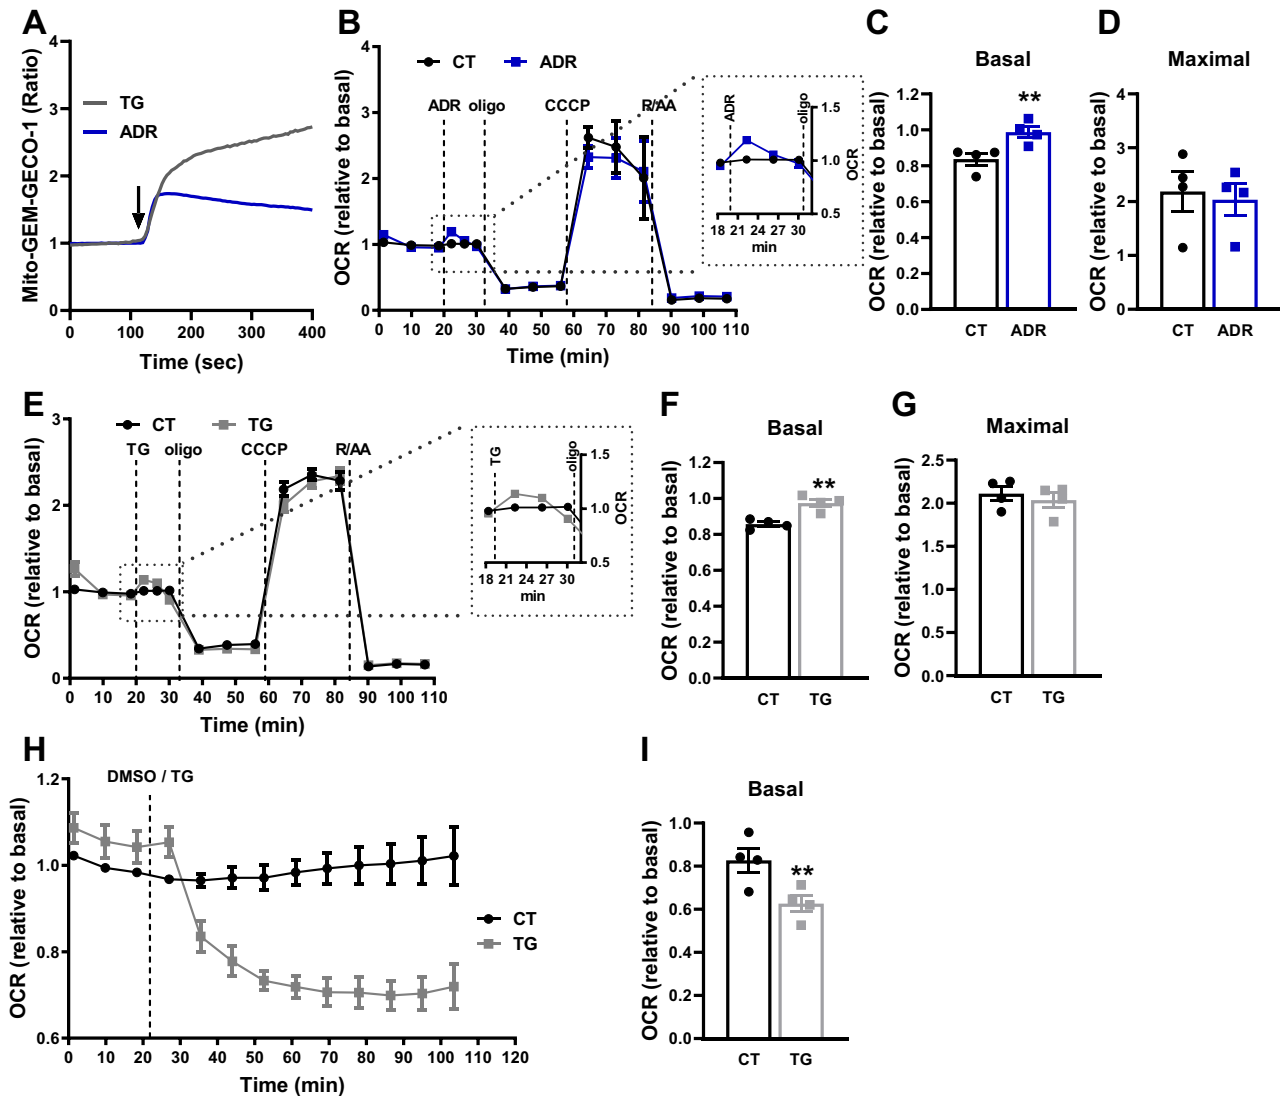 A
Mito-GEM-GECO-1 (Ratio)
4
3
2
1
0
TG
ADR
0 100 200 300 400
Time (sec)
B
OCR (relative to basal)
4
3
2
1
0
CT ADR
ADR oligo CCCP R/AA
0 10 20 30 40 50 60 70 80 90 100 110
Time (min)
ADR
oligo
1.5
1.0
0.5
OCR
18 21 24 27 30
min
C
Basal
OCR (relative to basal)
1.2
1.0
0.8
0.6
0.4
0.2
0.0
**
CT ADR
D
Maximal
OCR (relative to basal)
4
3
2
1
0
CT ADR
E
OCR (relative to basal)
3
2
1
0
CT TG
TG oligo CCCP R/AA
0 10 20 30 40 50 60 70 80 90 100 110
Time (min)
TG
oligo
1.5
1.0
0.5
OCR
18 22 26 30
min
F
Basal
OCR (relative to basal)
1.2
1.0
0.8
0.6
0.4
0.2
0.0
**
CT TG
G
Maximal
OCR (relative to basal)
2.5
2.0
1.5
1.0
0.5
0.0
CT TG
H
OCR (relative to basal)
1.2
1.0
0.8
0.6
DMSO / TG
CT
TG
0 10 20 30 40 50 60 70 80 90 100 110 120
Time (min)
I
Basal
OCR (relative to basal)
1.0
0.8
0.6
0.4
0.2
0.0
**
CT TG